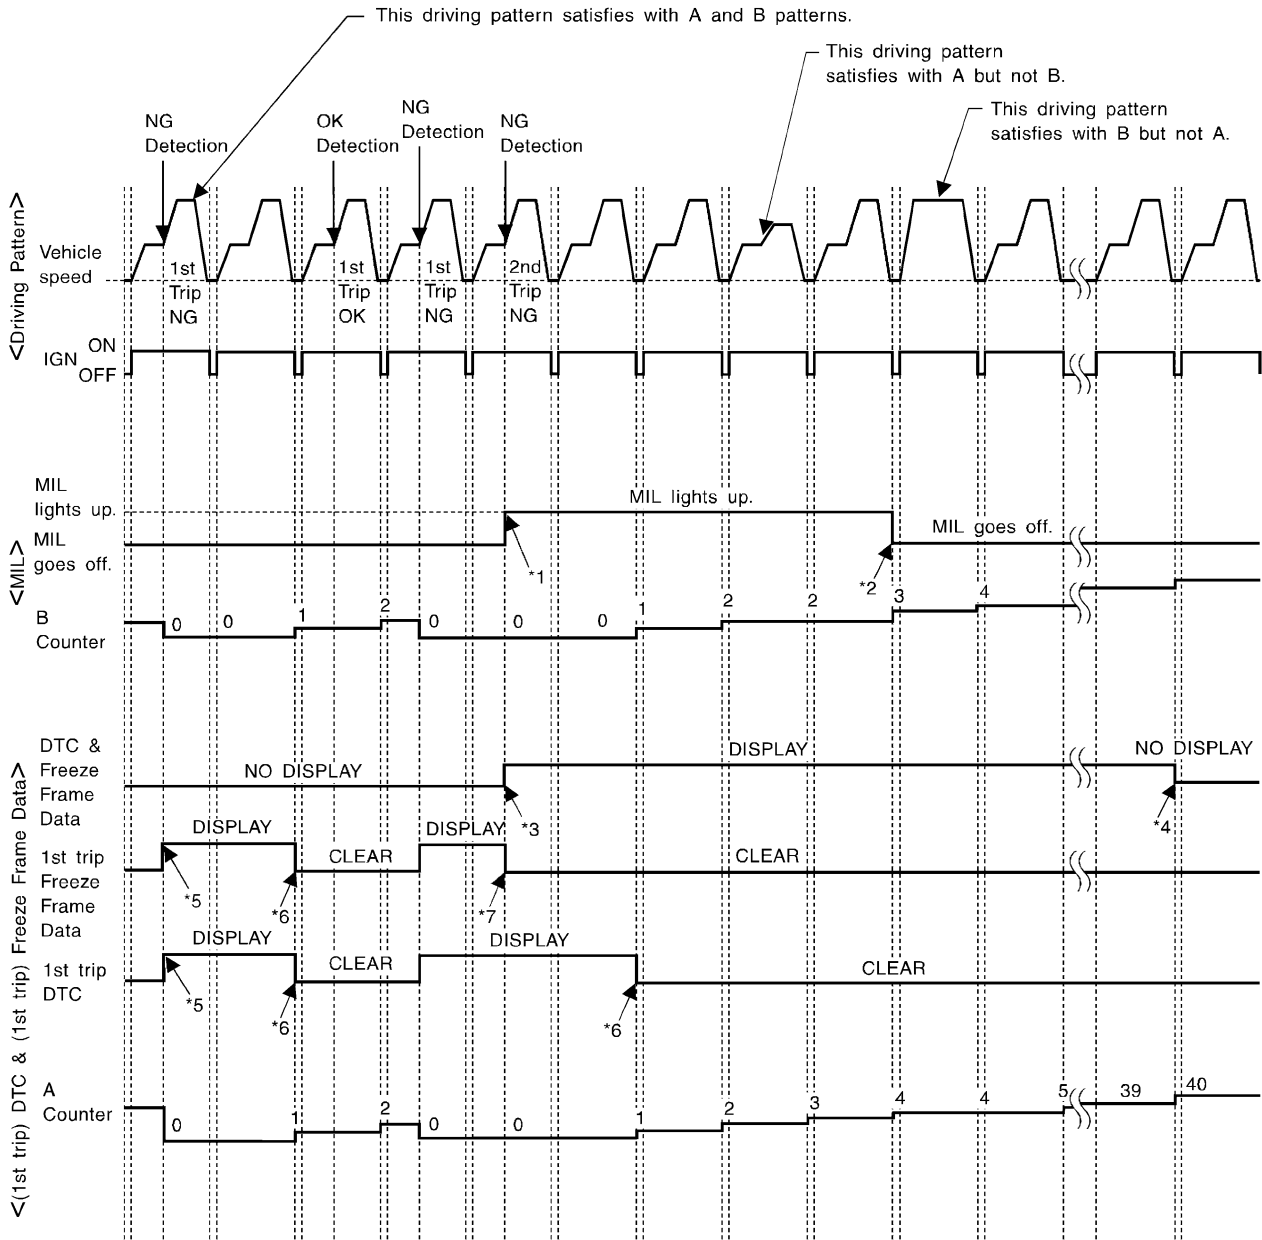 This driving pattern satisfies with A and B patterns.
This driving pattern
satisfies with A but not B.
This driving pattern
satisfies with B but not A.
NG
Detection
OK
Detection
NG
Detection
NG
Detection
<Driving Pattern>
Vehicle
speed
1st
Trip
NG
1st
Trip
OK
1st
Trip
NG
2nd
Trip
NG
IGN
ON
OFF
<MIL>
MIL
lights up.
MIL lights up.
MIL
goes off.
MIL goes off.
*1
*2
B
Counter
0 0 1 2 0 0 0 1 2 2 3 4
<(1st trip) DTC & (1st trip) Freeze Frame Data>
DTC &
Freeze
Frame
Data
NO DISPLAY
DISPLAY
NO DISPLAY
*3
*4
1st trip
Freeze
Frame
Data
DISPLAY
CLEAR
DISPLAY
CLEAR
*5
*6
*7
1st trip
DTC
DISPLAY
CLEAR
DISPLAY
CLEAR
*5
*6
*6
A
Counter
0 1 2 0 0 1 2 3 4 4 5 39 40